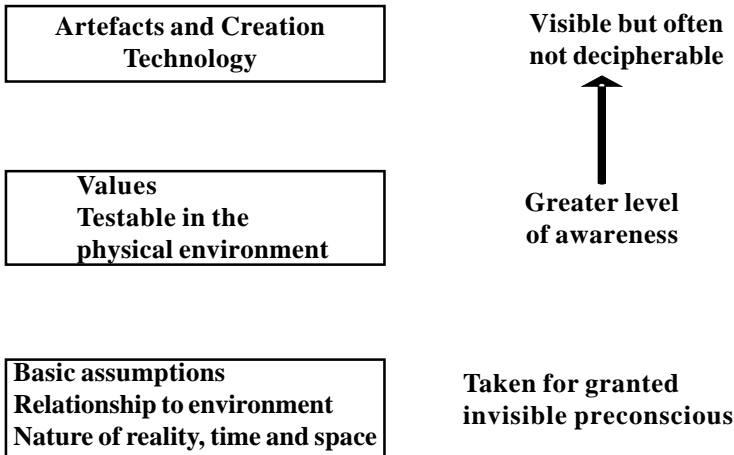 Artefacts and Creation
Technology
Visible but often
not decipherable
Values
Testable in the
physical environment
Greater level
of awareness
Basic assumptions
Relationship to environment
Nature of reality, time and space
Taken for granted
invisible preconscious